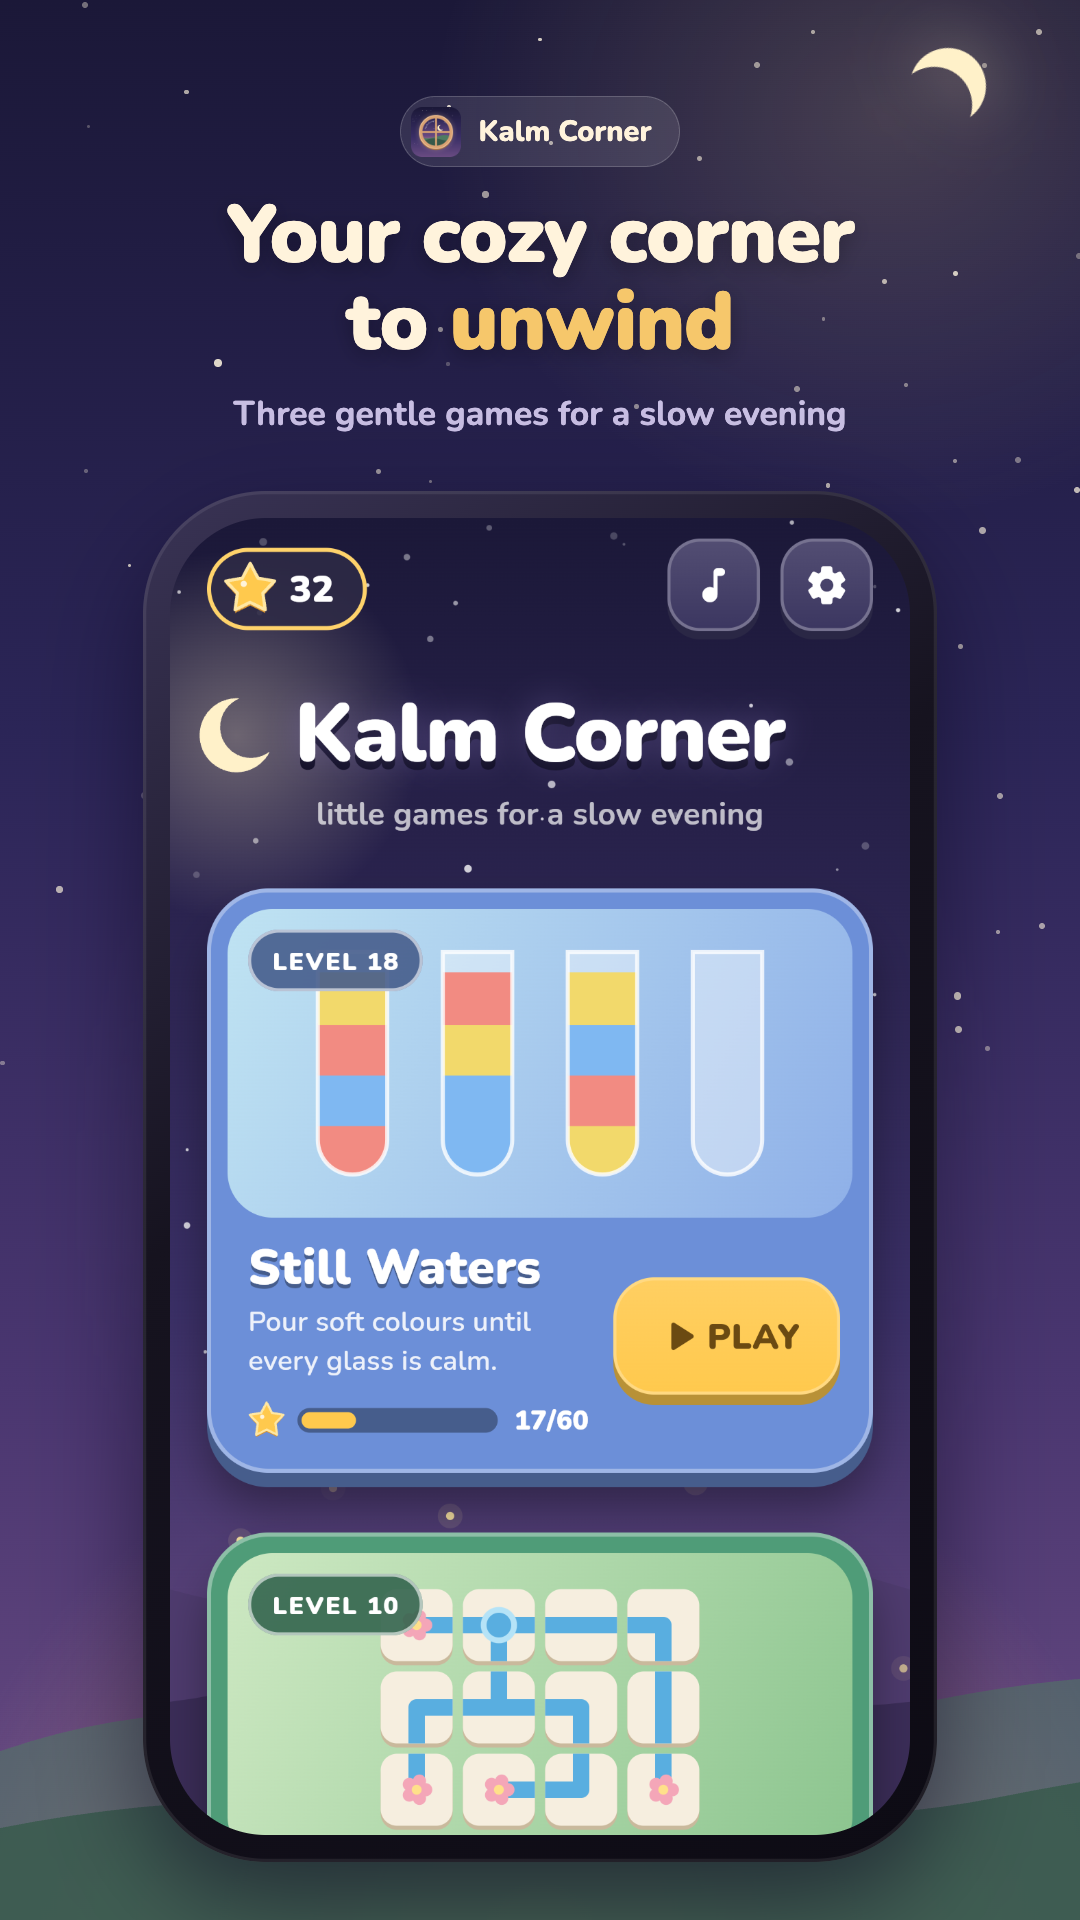 Kalm Corner
Your cozy corner
to unwind
Three gentle games for a slow evening
32
Kalm Corner
little games for a slow evening
LEVEL 18
Still Waters
Pour soft colours until
every glass is calm.
PLAY
17/60
LEVEL 10